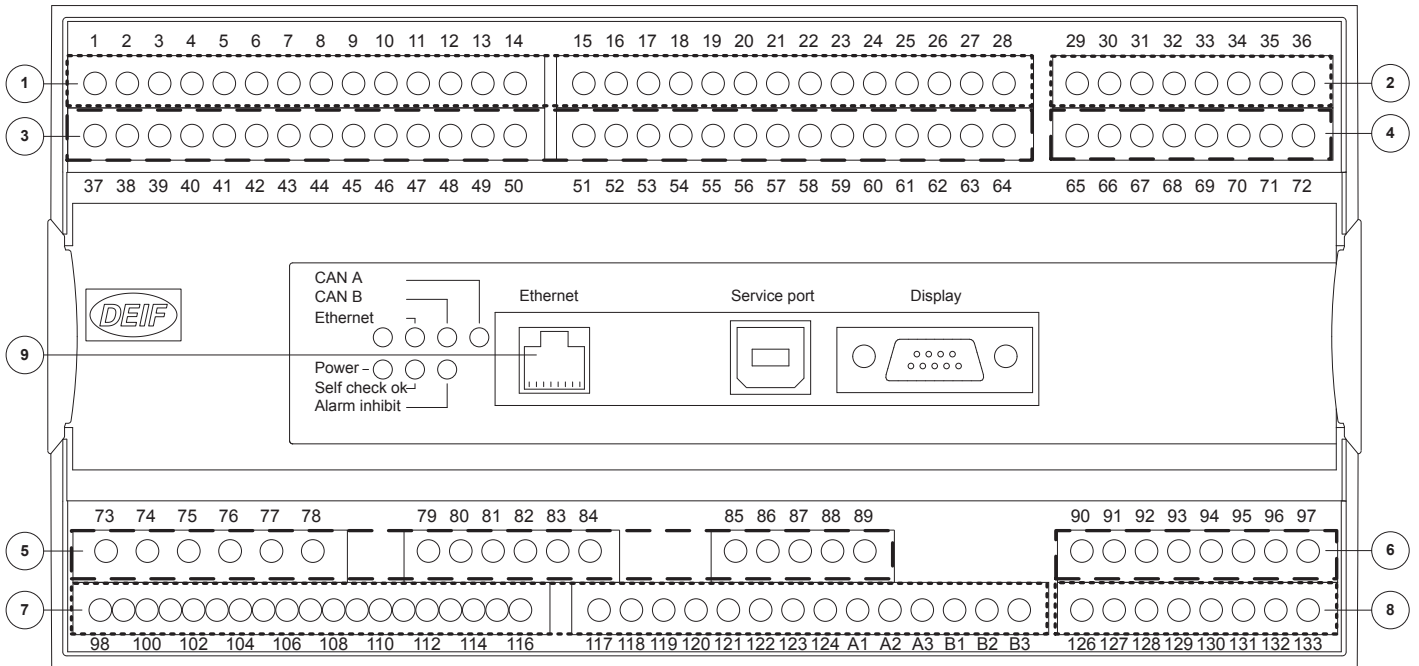 1 2 3 4 5 6 7 8 9 10 11 12 13 14 15 16 17 18 19 20 21 22 23 24 25 26 27 28 29 30 31 32 33 34 35 36
1 2
3 4
37 38 39 40 41 42 43 44 45 46 47 48 49 50 51 52 53 54 55 56 57 58 59 60 61 62 63 64 65 66 67 68 69 70 71 72
CAN A
CAN B
Ethernet
Ethernet Service port Display
DEIF
9
Power
Self check ok
Alarm inhibit
73 74 75 76 77 78 79 80 81 82 83 84 85 86 87 88 89 90 91 92 93 94 95 96 97
5 6
7 8
98 100 102 104 106 108 110 112 114 116 117 118 119 120 121 122 123 124 A1 A2 A3 B1 B2 B3 126 127 128 129 130 131 132 133